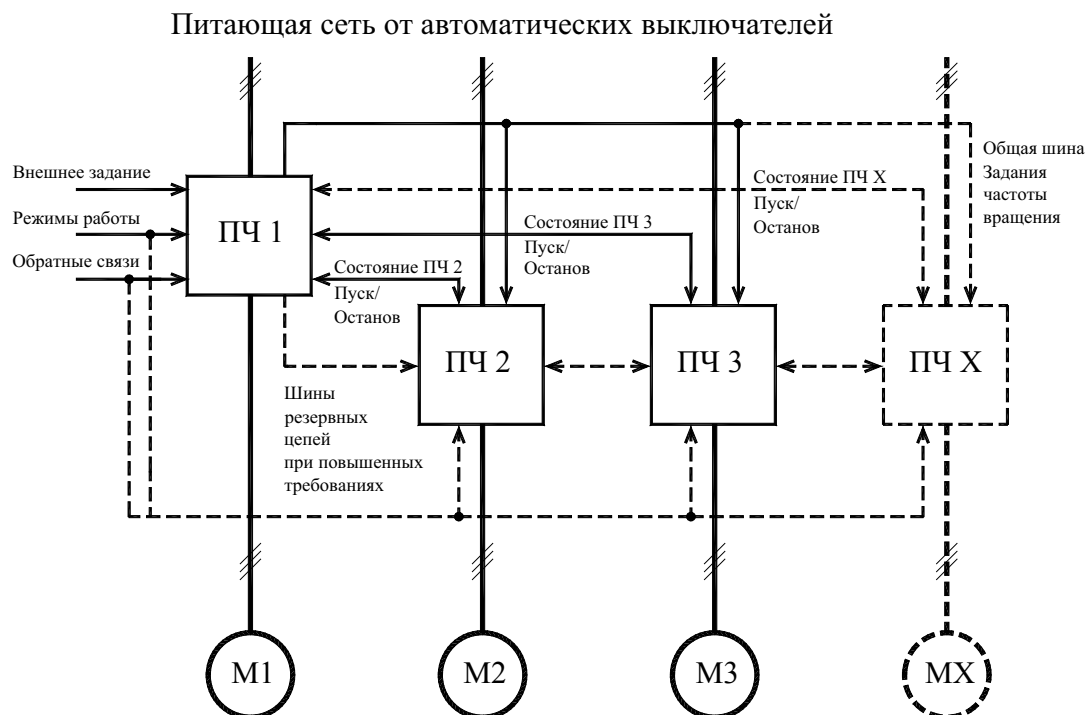 Питающая сеть от автоматических выключателей
Общая шина
Задания
частоты
вращения
Внешнее задание
Режимы работы
Обратные связи
ПЧ 1
Состояние ПЧ X
Пуск/
Останов
Состояние ПЧ 3
Пуск/
Останов
Состояние ПЧ 2
Пуск/
Останов
ПЧ 2
ПЧ 3
ПЧ X
Шины
резервных
цепей
при повышенных
требованиях
М1
М2
М3
МХ